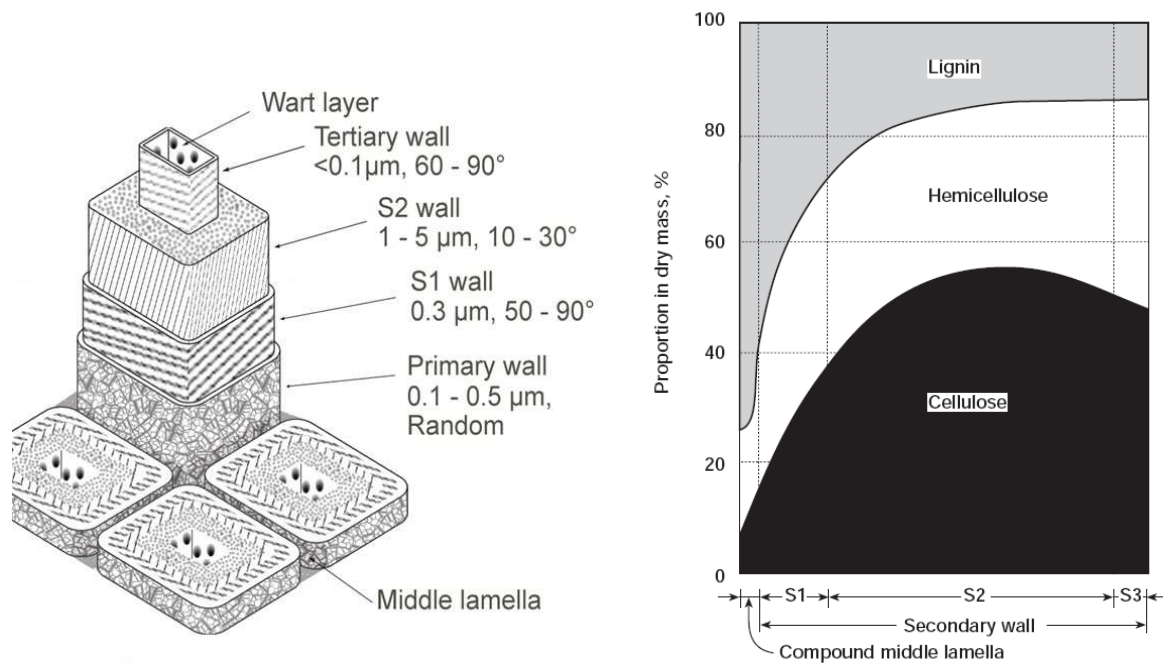 Wart layer
Tertiary wall
<0.1µm, 60 - 90°
S2 wall
1 - 5 µm, 10 - 30°
S1 wall
0.3 µm, 50 - 90°
Primary wall
0.1 - 0.5 µm,
Random
Middle lamella
Proportion in dry mass, %
100
80
60
40
20
0
Lignin
Hemicellulose
Cellulose
S1
S2
S3
Secondary wall
Compound middle lamella